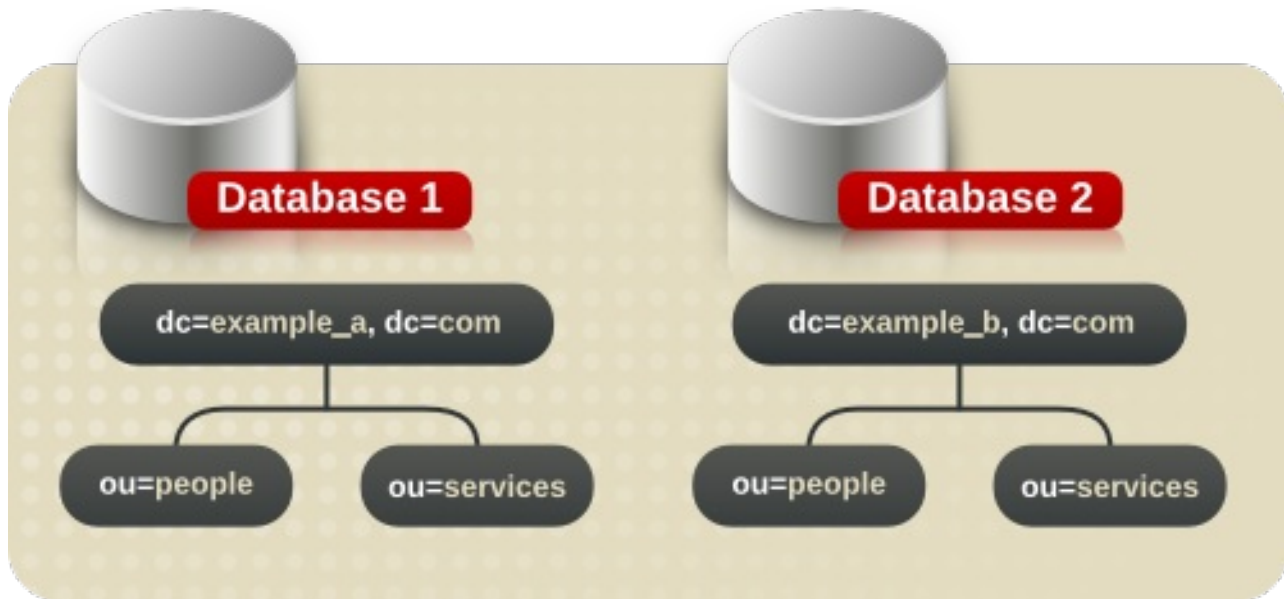 Database 1
Database 2
dc=example_a, dc=com
dc=example_b, dc=com
ou=people
ou=services
ou=people
ou=services